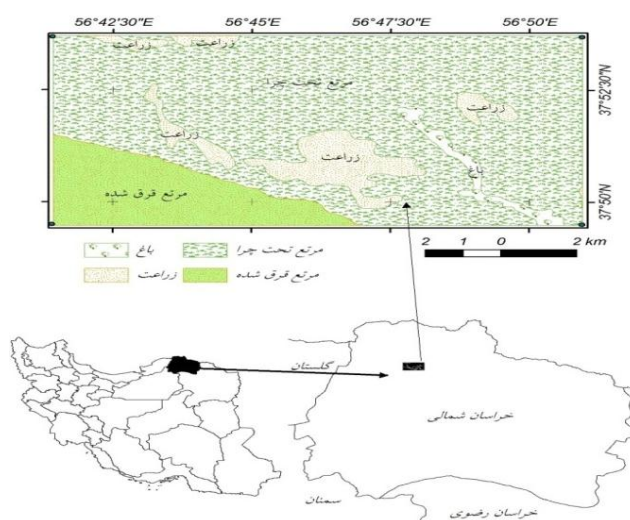 56°42'30"E 56°45'E 56°47'30"E 56°50'E
زراعت زراعت
مرتع تحت چرا
37°52'30"N
زراعت
زراعت
زراعت
باغ
مرتع قرق شده
37°50'N
باغ مرتع تحت چرا
زراعت مرتع قرق شده
2 1 0 2 km
گلستان
خراسان شمالی
سمنان
خراسان رضوی